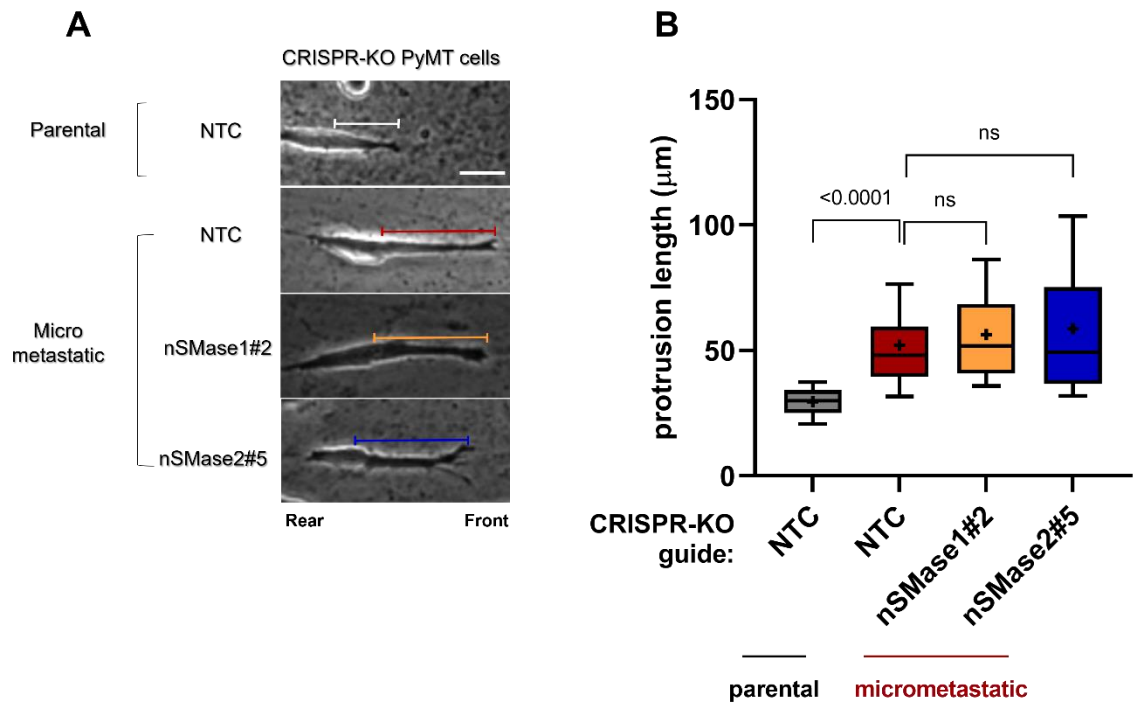 A
CRISPR-KO PyMT cells
Parental
NTC
NTC
Micro
metastatic
nSMase1#2
nSMase2#5
Rear
Front
B
protrusion length (μm)
150
100
50
0
<0.0001
ns
ns
CRISPR-KO
guide:
NTC
NTC
nSMase1#2
nSMase2#5
parental
micrometastatic